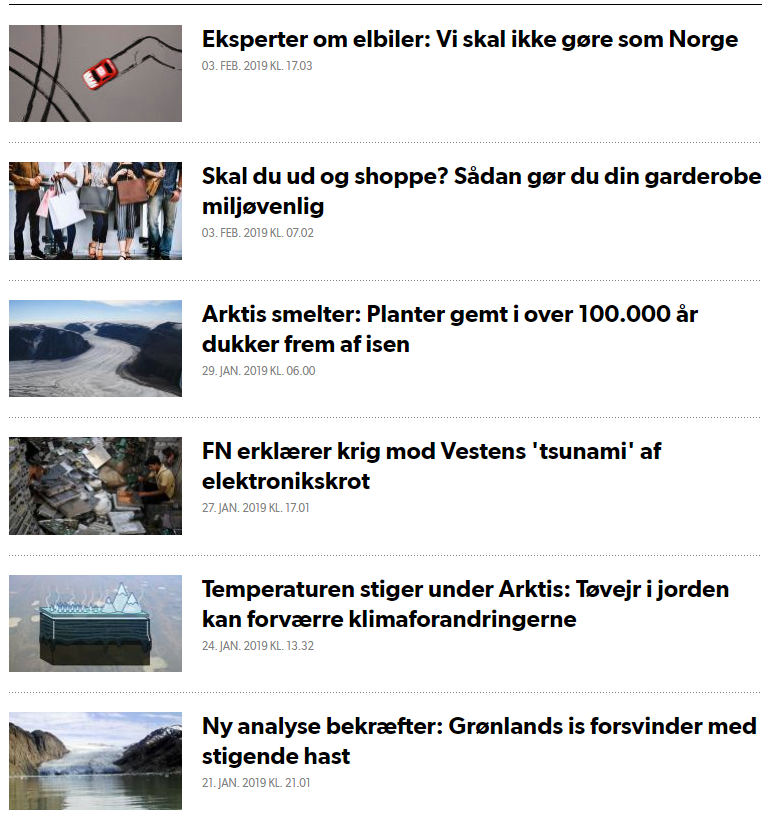 Eksperter om elbiler: Vi skal ikke gøre som Norge
03. FEB. 2019 KL. 17.03
Skal du ud og shoppe? Sådan gør du din garderobe
miljøvenlig
03. FEB. 2019 KL. 07.02
Arktis smelter: Planter gemt i over 100.000 år
dukker frem af isen
29. JAN. 2019 KL. 06.00
FN erklærer krig mod Vestens 'tsunami' af
elektronikskrot
27. JAN. 2019 KL. 17.01
Temperaturen stiger under Arktis: Tøvejr i jorden
kan forværre klimaforandringerne
24. JAN. 2019 KL. 13.32
Ny analyse bekræfter: Grønlands is forsvinder med
stigende hast
21. JAN. 2019 KL. 21.01